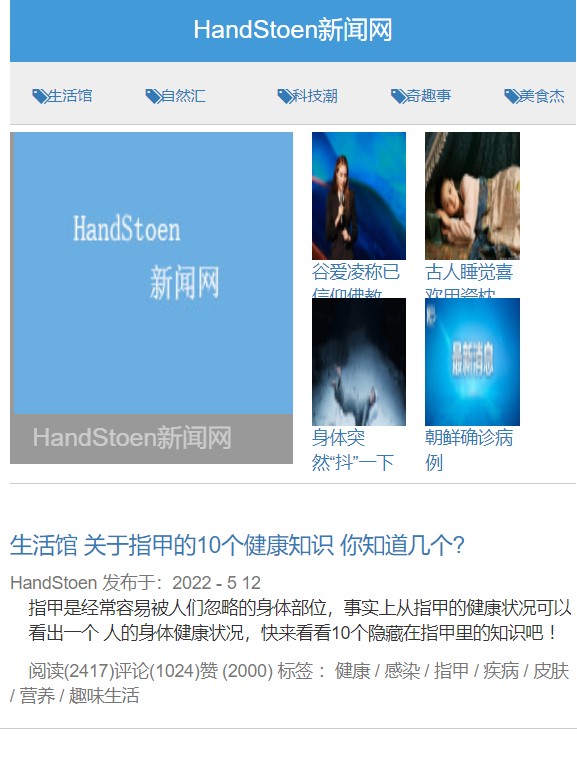 HandStoen新闻网
生活馆 自然汇 科技潮 奇趣事 美食杰
HandStoen
新闻网
HandStoen新闻网
谷爱凌称已
信仰佛教
古人睡觉喜
欢用瓷枕
最新消息
身体突
然“抖”一下
朝鲜确诊病
例
生活馆 关于指甲的10个健康知识 你知道几个?
HandStoen 发布于：2022 - 5 12
指甲是经常容易被人们忽略的身体部位，事实上从指甲的健康状况可以
看出一个 人的身体健康状况，快来看看10个隐藏在指甲里的知识吧！
阅读(2417)评论(1024)赞 (2000) 标签 ：健康 / 感染 / 指甲 / 疾病 / 皮肤
/ 营养 / 趣味生活